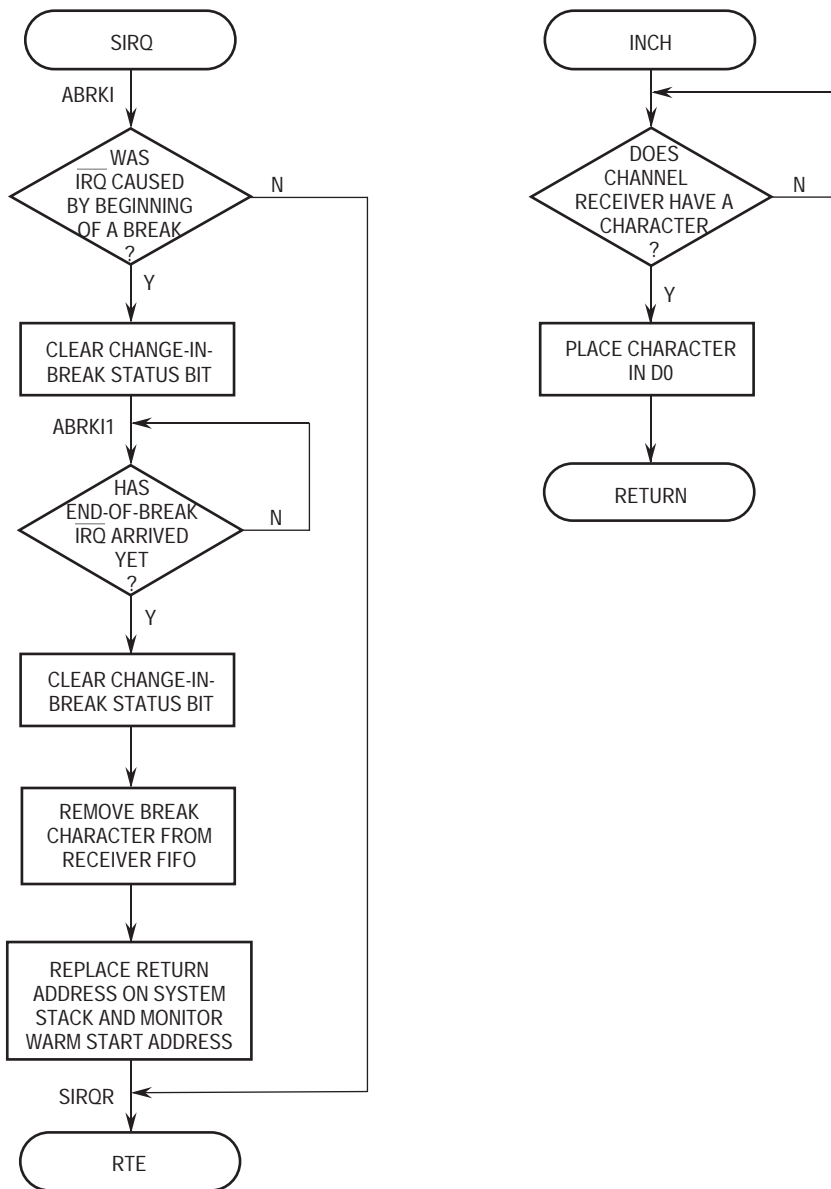 SIRQ
ABRKI
WAS
IRQ CAUSED
BY BEGINNING
OF A BREAK
?
N
Y
CLEAR CHANGE-IN-
BREAK STATUS BIT
ABRKI1
HAS
END-OF-BREAK
IRQ ARRIVED
YET
?
N
Y
CLEAR CHANGE-IN-
BREAK STATUS BIT
REMOVE BREAK
CHARACTER FROM
RECEIVER FIFO
REPLACE RETURN
ADDRESS ON SYSTEM
STACK AND MONITOR
WARM START ADDRESS
SIRQR
RTE
INCH
DOES
CHANNEL
RECEIVER HAVE A
CHARACTER
?
N
Y
PLACE CHARACTER
IN D0
RETURN